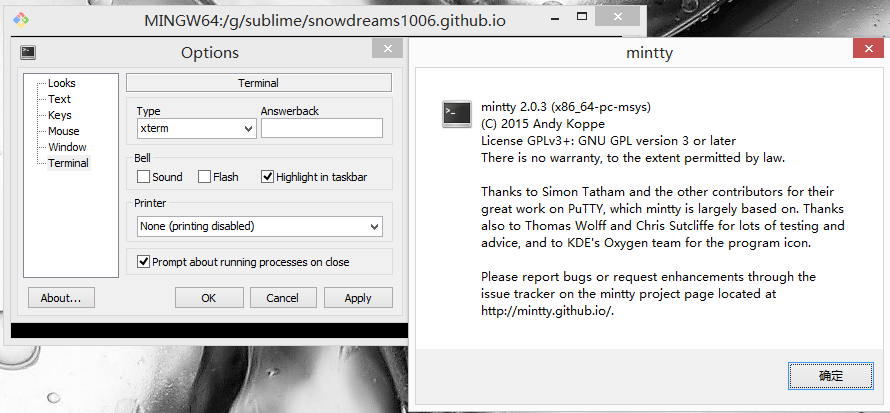 MINGW64:/g/sublime/snowdreams1006.github.io
Options
Looks
Text
Keys
Mouse
Window
Terminal
Terminal
Type
Answerback
xterm
Bell
Sound
Flash
Highlight in taskbar
Printer
None (printing disabled)
Prompt about running processes on close
About...
OK
Cancel
Apply
mintty
mintty 2.0.3 (x86_64-pc-msys)
(C) 2015 Andy Koppe
License GPLv3+: GNU GPL version 3 or later
There is no warranty, to the extent permitted by law.
Thanks to Simon Tatham and the other contributors for their
great work on PuTTY, which mintty is largely based on. Thanks
also to Thomas Wolff and Chris Sutcliffe for lots of testing and
advice, and to KDE's Oxygen team for the program icon.
Please report bugs or request enhancements through the
issue tracker on the mintty project page located at
http://mintty.github.io/.
确定